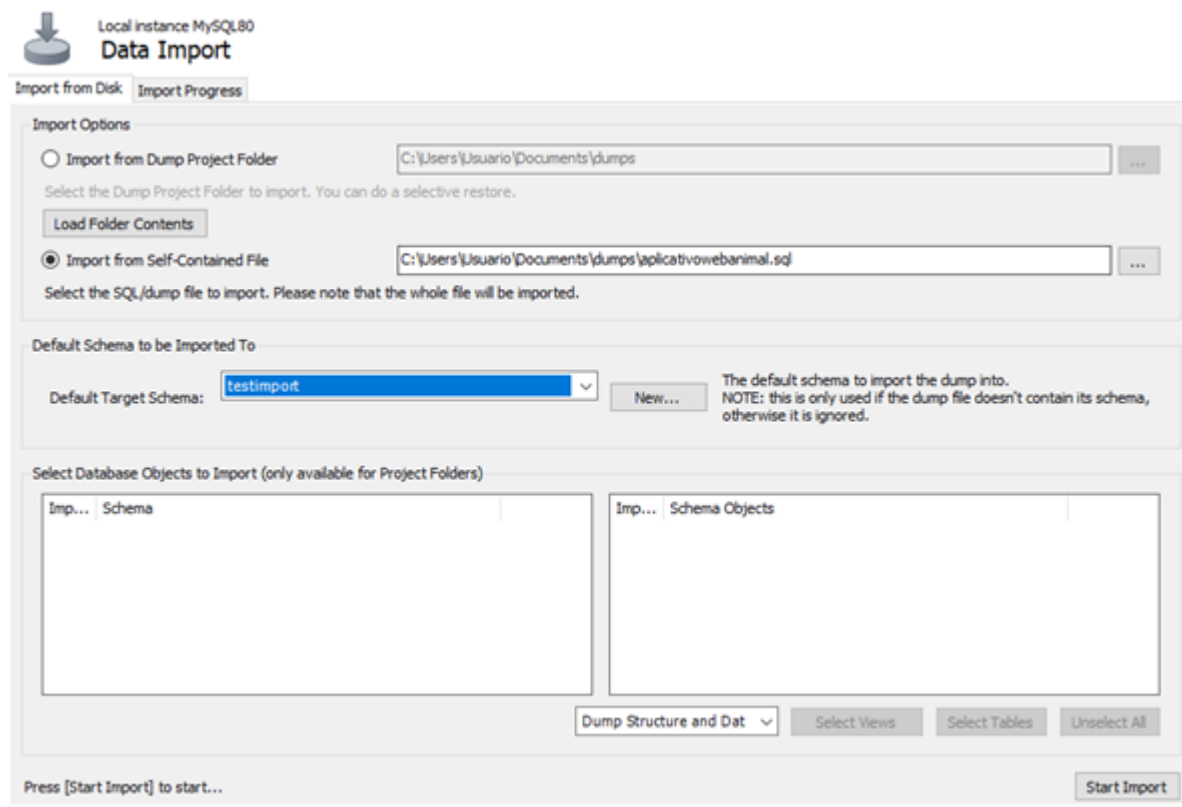 Local instance MySQL80
Data Import
Import from Disk Import Progress
Import Options
Import from Dump Project Folder C:\Users\Usuario\Documents\dumps ...
Select the Dump Project Folder to import. You can do a selective restore.
Load Folder Contents
Import from Self-Contained File C:\Users\Usuario\Documents\dumps\aplicativowebanimal.sql ...
Select the SQL/dump file to import. Please note that the whole file will be imported.
Default Schema to be Imported To
Default Target Schema: testimport New...
The default schema to import the dump into.
NOTE: this is only used if the dump file doesn't contain its schema,
otherwise it is ignored.
Select Database Objects to Import (only available for Project Folders)
Imp... Schema Imp... Schema Objects
Dump Structure and Dat Select Views Select Tables Unselect All
Press [Start Import] to start... Start Import